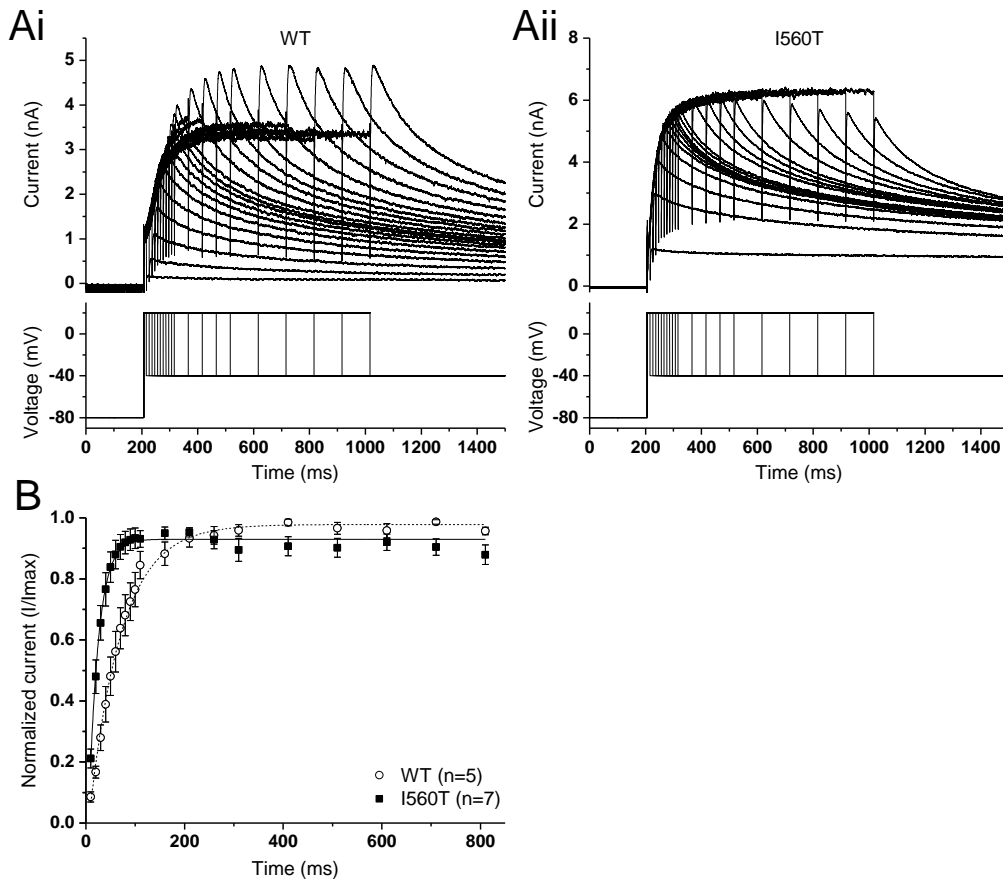 Ai
WT
Current (nA)
5
4
3
2
1
0
Voltage (mV)
0
-40
-80
0 200 400 600 800 1000 1200 1400
Time (ms)
Aii
I560T
Current (nA)
8
6
4
2
0
Voltage (mV)
0
-40
-80
0 200 400 600 800 1000 1200 1400
Time (ms)
B
Normalized current (I/Imax)
1.0
0.8
0.6
0.4
0.2
0.0
0 200 400 600 800
Time (ms)
WT (n=5)
I560T (n=7)